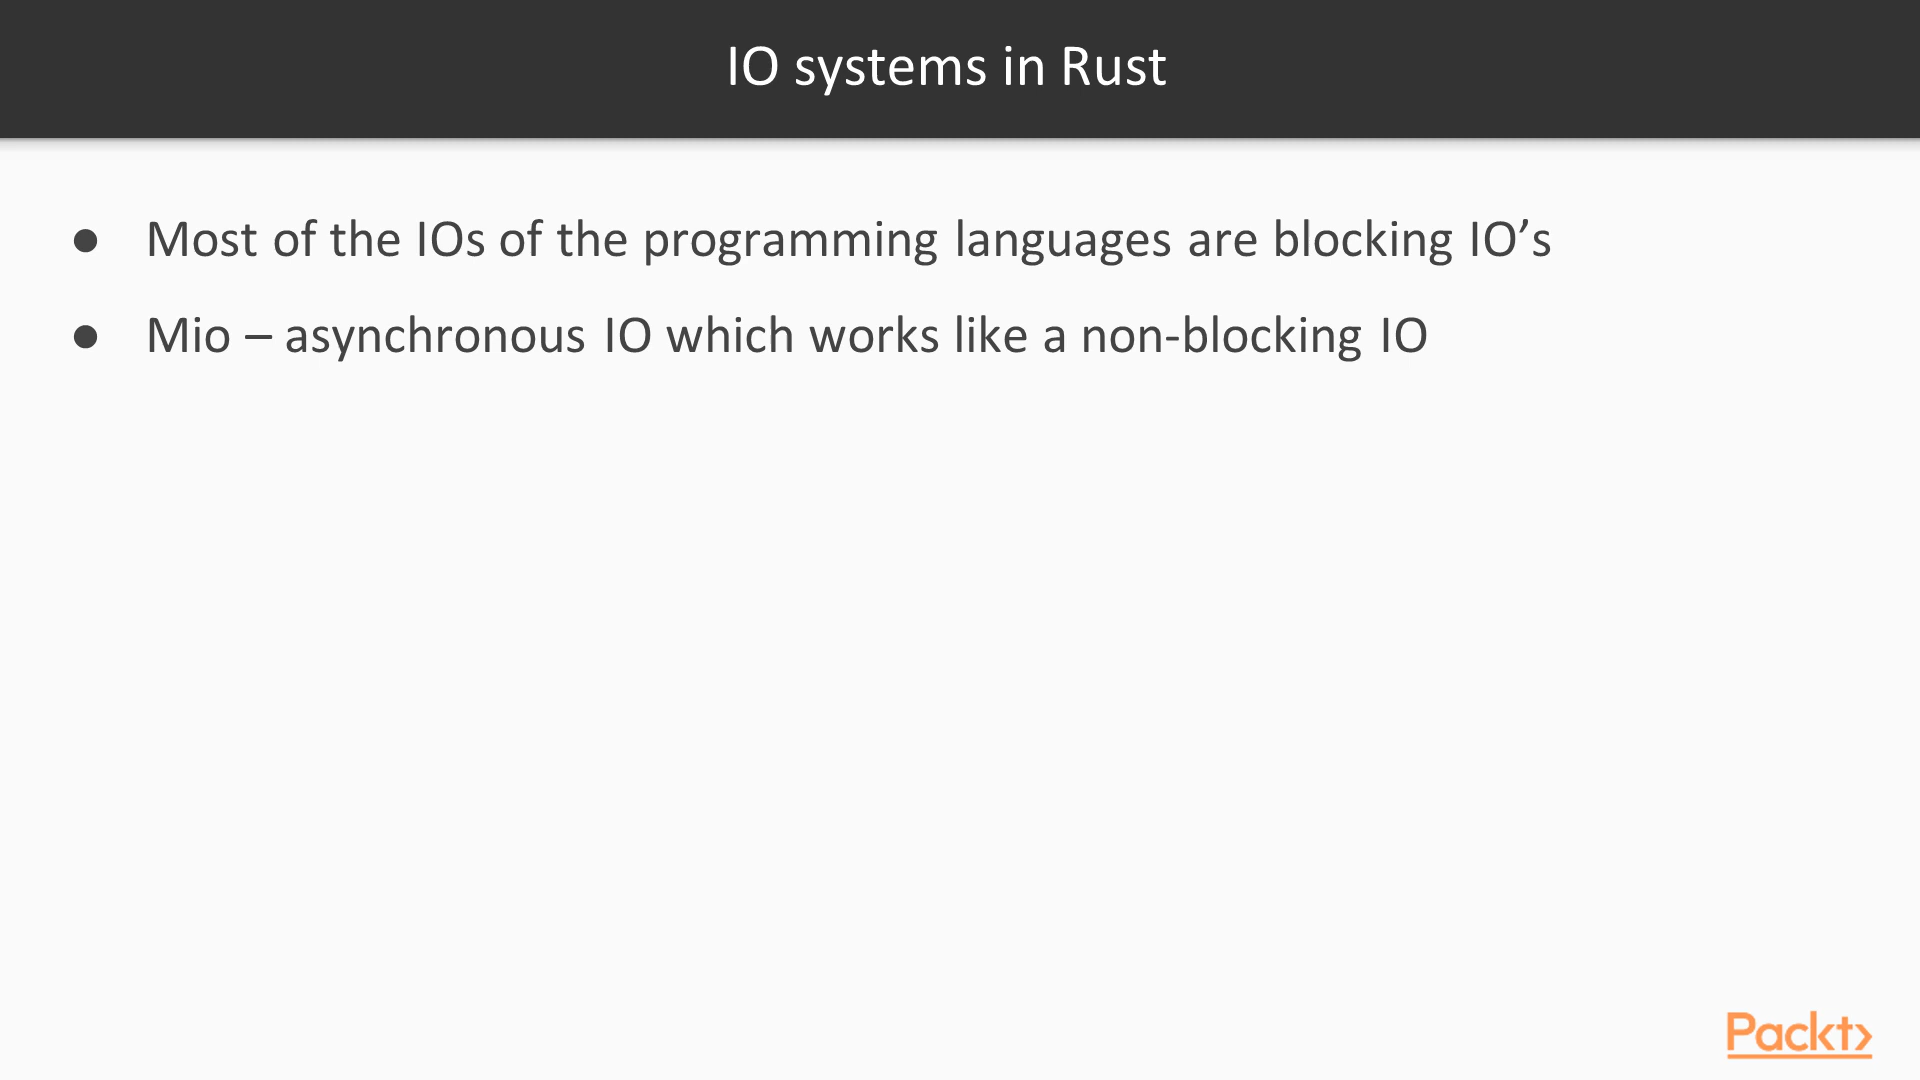 IO systems in Rust
● Most of the IOs of the programming languages are blocking IO’s
● Mio – asynchronous IO which works like a non-blocking IO
Packt>